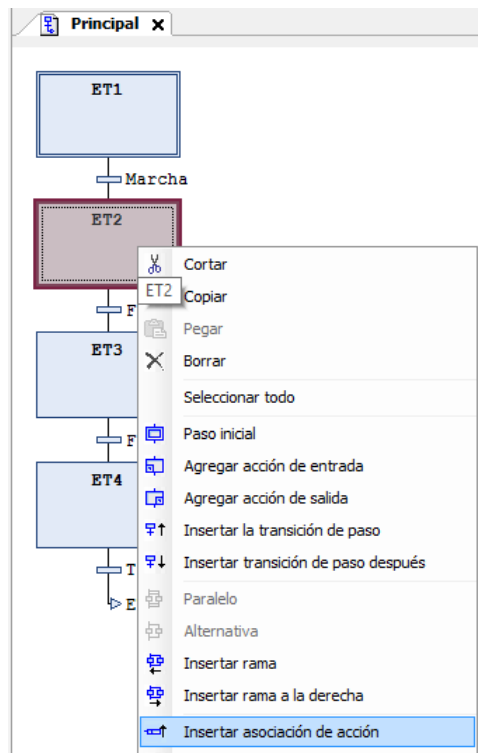 Principal
ET1
Marcha
ET2
Cortar
ET2
Copiar
F
Pegar
ET3
Borrar
Seleccionar todo
Paso inicial
F
Agregar acción de entrada
ET4
Agregar acción de salida
Insertar la transición de paso
T
Insertar transición de paso después
E
Paralelo
Alternativa
Insertar rama
Insertar rama a la derecha
Insertar asociación de acción